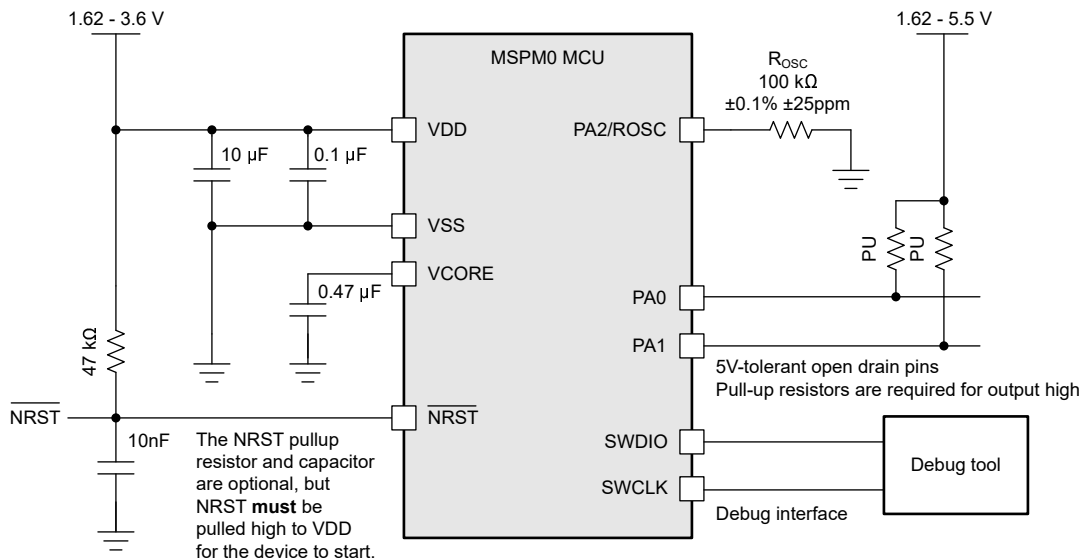 1.62 - 3.6 V
1.62 - 5.5 V
MSPM0 MCU
ROSC
100 kΩ
±0.1% ±25ppm
VDD
PA2/ROSC
10 µF
0.1 µF
VSS
VCORE
0.47 µF
PU
PU
PA0
PA1
47 kΩ
5V-tolerant open drain pins
Pull-up resistors are required for output high
NRST
NRST
10nF
The NRST pullup
resistor and capacitor
are optional, but
NRST must be
pulled high to VDD
for the device to start.
SWDIO
SWCLK
Debug tool
Debug interface